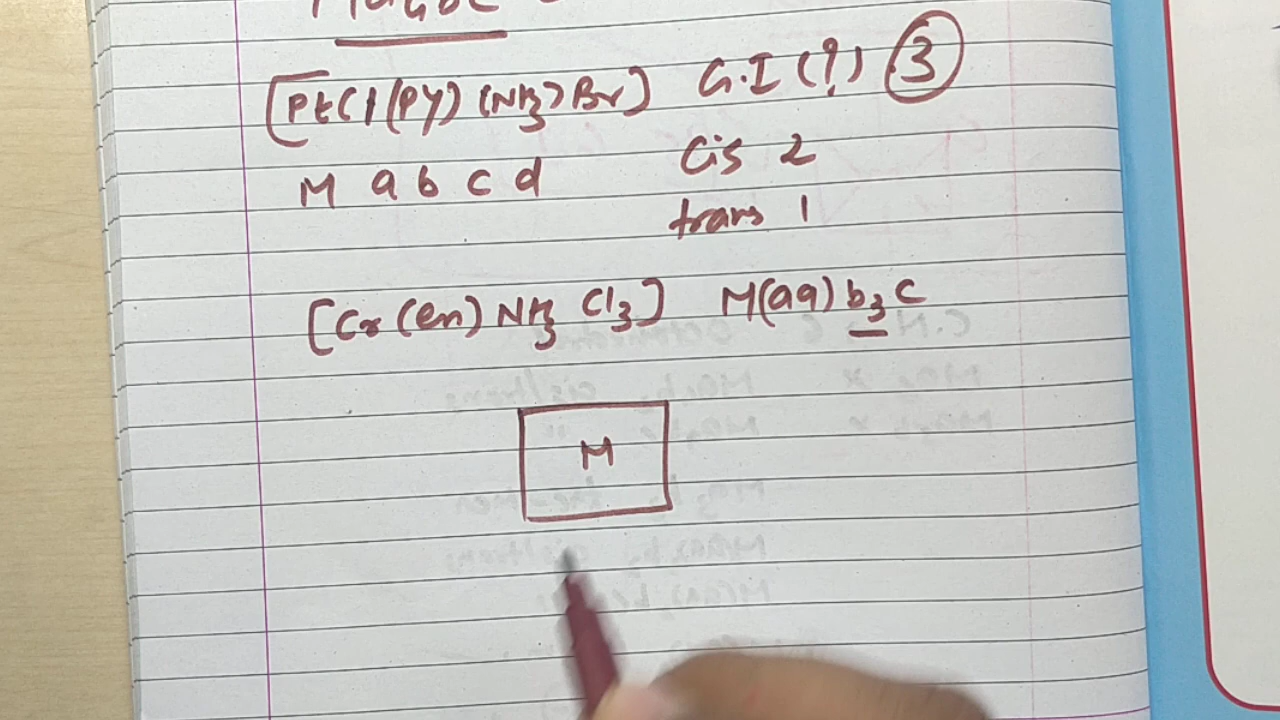 [PtCl(PY)(NH3)Br] G.I(?) 3
M a b c d cis 2
trans 1
[Cr(en)NH3 Cl3] M(aa)b3c
M